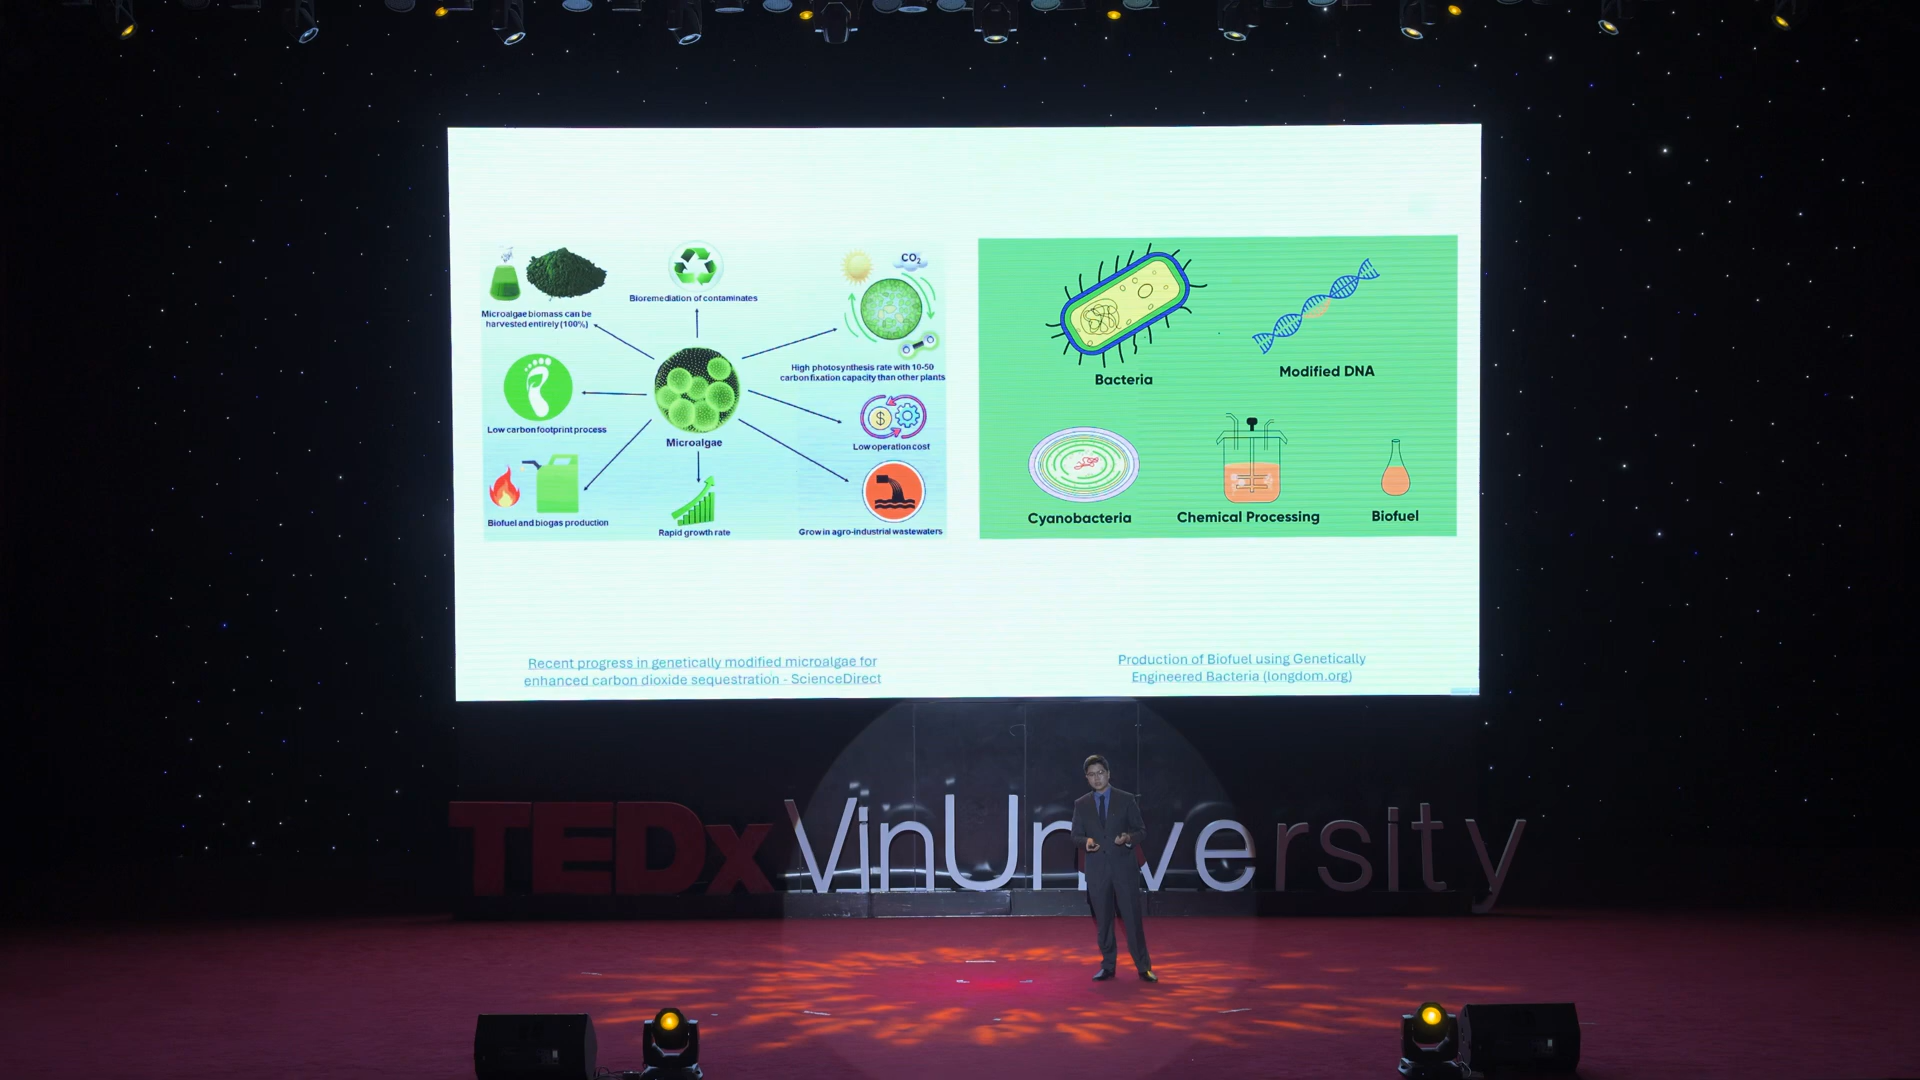 CO2
Bioremediation of contaminates
Microalgae biomass can be
harvested entirely (100%)
High photosynthesis rate with 10-50
carbon fixation capacity than other plants
Low carbon footprint process
Microalgae
$
Low operation cost
Biofuel and biogas production
Rapid growth rate
Grow in agro-industrial wastewaters
Bacteria
Modified DNA
Cyanobacteria
Chemical Processing
Biofuel
Recent progress in genetically modified microalgae for
enhanced carbon dioxide sequestration - ScienceDirect
Production of Biofuel using Genetically
Engineered Bacteria (longdom.org)
TEDxVinUniversity